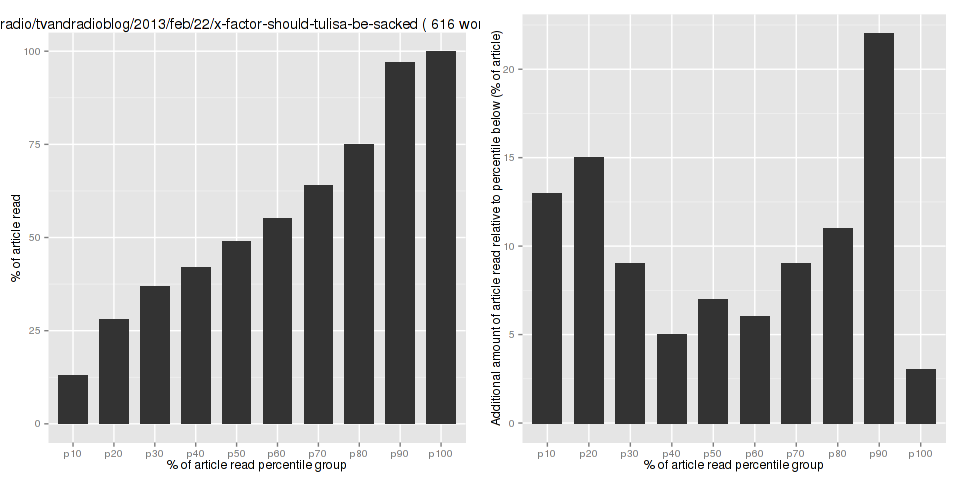 radio/tvandradioblog/2013/feb/22/x-factor-should-tulisa-be-sacked ( 616 wor
% of article read
100
75
50
25
0
p10 p20 p30 p40 p50 p60 p70 p80 p90 p100
% of article read percentile group
Additional amount of article read relative to percentile below (% of article)
20
15
10
5
0
p10 p20 p30 p40 p50 p60 p70 p80 p90 p100
% of article read percentile group